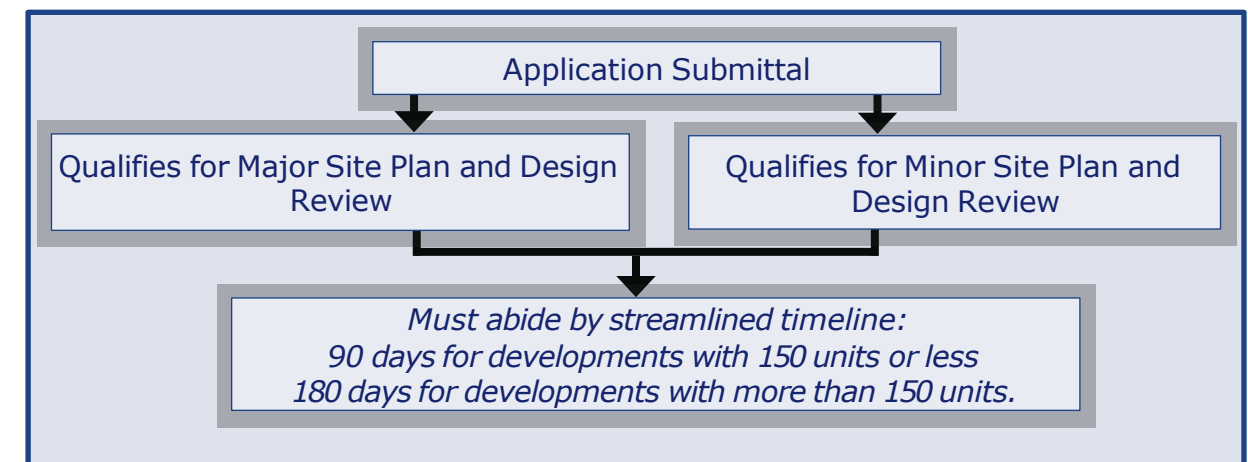 Application Submittal
Qualifies for Major Site Plan and Design
Review
Qualifies for Minor Site Plan and
Design Review
Must abide by streamlined timeline:
90 days for developments with 150 units or less
180 days for developments with more than 150 units.